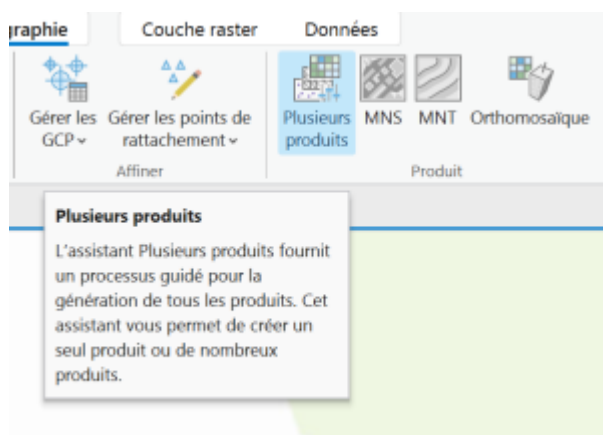 raphie Couche raster Données
Gérer les Gérer les points de Plusieurs MNS MNT Orthomosaïque
GCP rattachement produits
Affiner Produit
Plusieurs produits
L'assistant Plusieurs produits fournit
un processus guidé pour la
génération de tous les produits. Cet
assistant vous permet de créer un
seul produit ou de nombreux
produits.